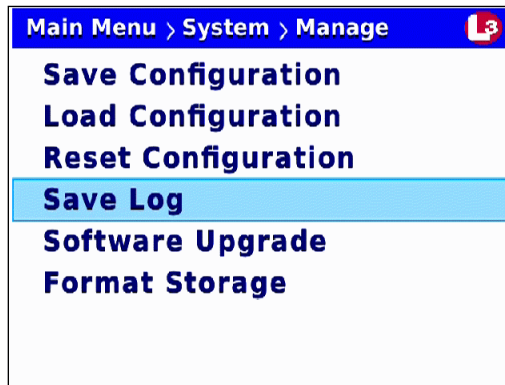 Main Menu > System > Manage L3
Save Configuration
Load Configuration
Reset Configuration
Save Log
Software Upgrade
Format Storage